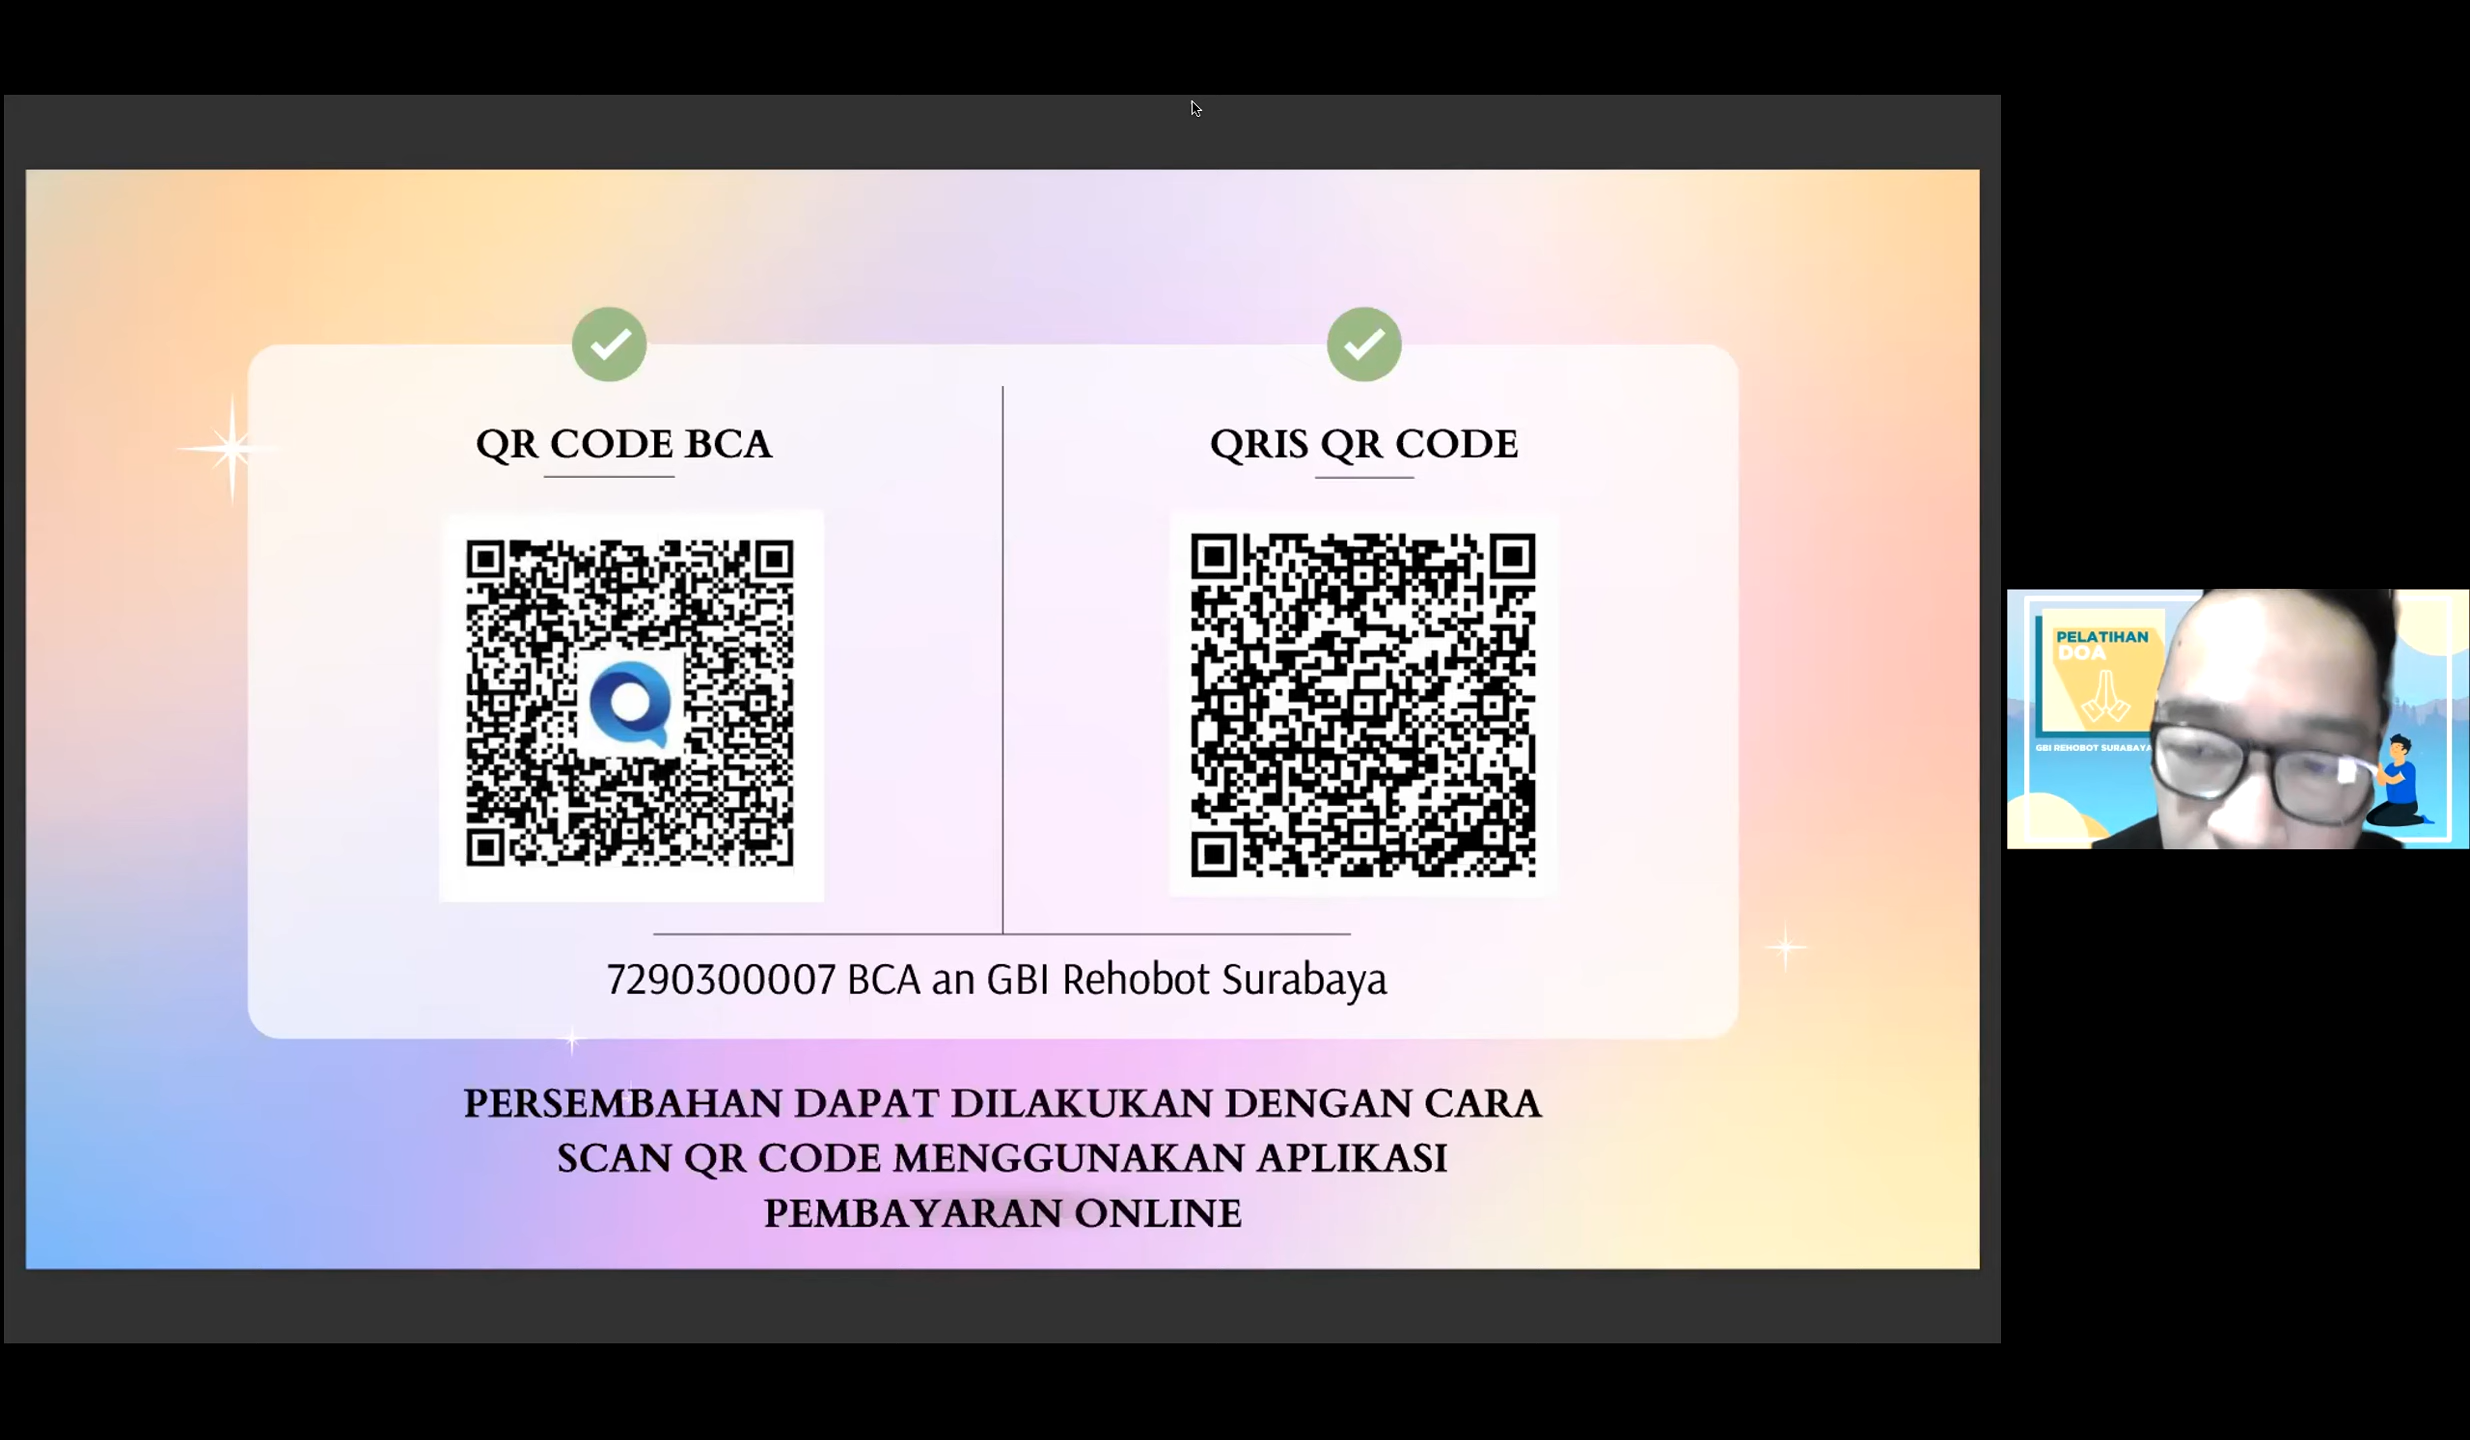 QR CODE BCA
QRIS QR CODE
7290300007 BCA an GBI Rehobot Surabaya
PERSEMBAHAN DAPAT DILAKUKAN DENGAN CARA
SCAN QR CODE MENGGUNAKAN APLIKASI
PEMBAYARAN ONLINE
PELATIHAN
DOA
GBI REHOBOT SURABAYA